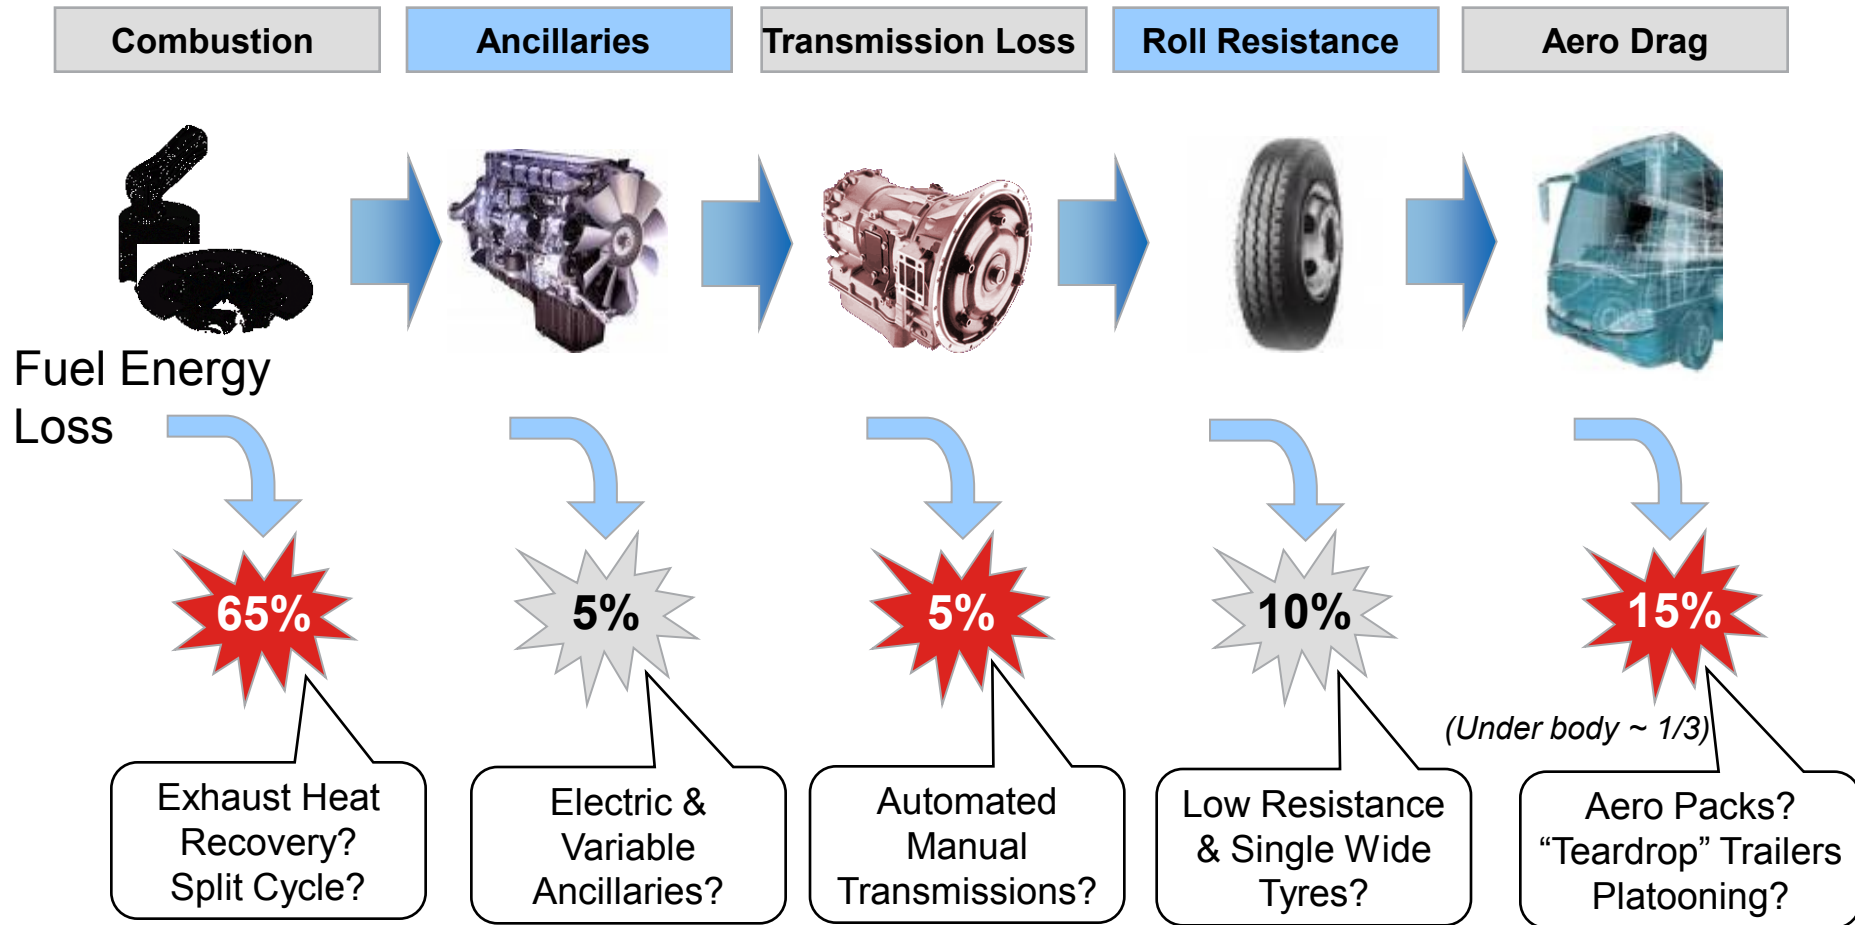 Combustion
Ancillaries
Transmission Loss
Roll Resistance
Aero Drag
Fuel Energy
Loss
65%
5%
5%
10%
15%
(Under body ~ 1/3)
Exhaust Heat
Recovery?
Split Cycle?
Electric &
Variable
Ancillaries?
Automated
Manual
Transmissions?
Low Resistance
& Single Wide
Tyres?
Aero Packs?
“Teardrop” Trailers
Platooning?